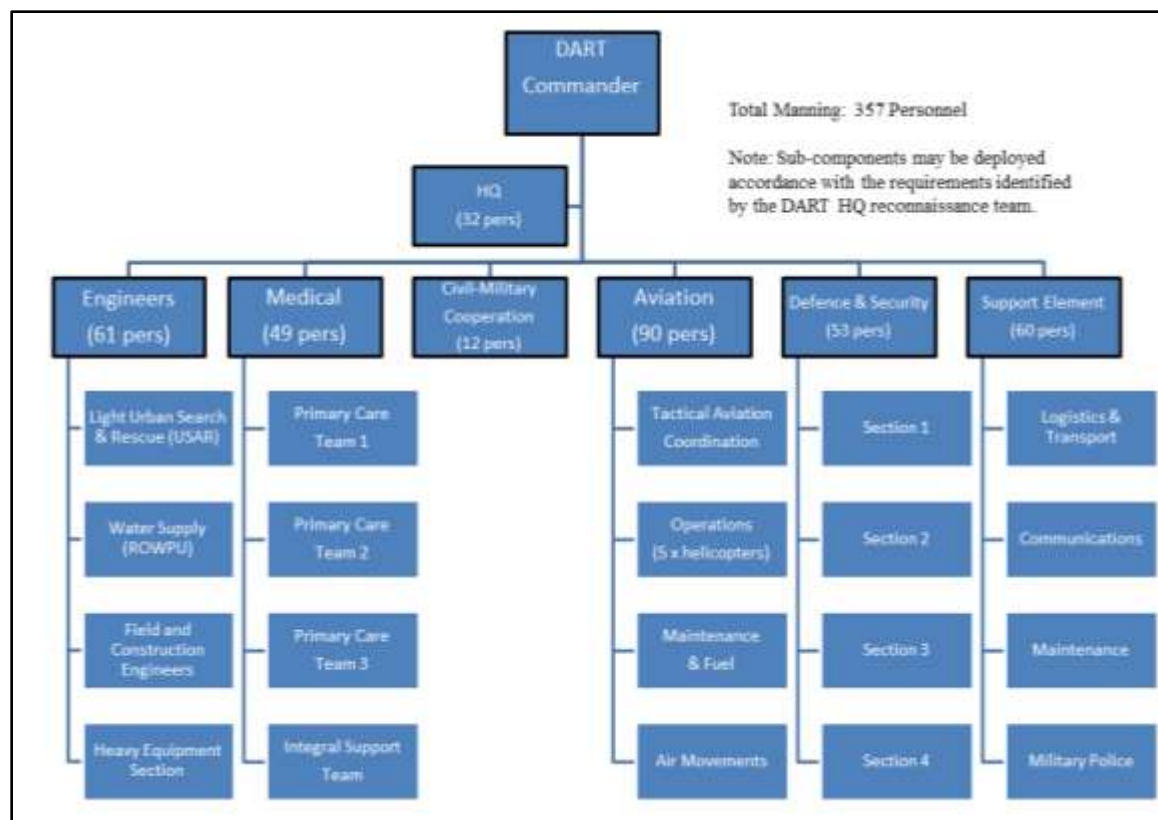 DART
Commander
Total Manning: 357 Personnel
Note: Sub-components may be deployed
accordance with the requirements identified
by the DART HQ reconnaissance team.
HQ
(32 pers)
Engineers
(61 pers)
Medical
(49 pers)
Civil-Military
Cooperation
(12 pers)
Aviation
(90 pers)
Defence & Security
(53 pers)
Support Element
(60 pers)
Light Urban Search
& Rescue (USAR)
Primary Care
Team 1
Tactical Aviation
Coordination
Section 1
Logistics &
Transport
Water Supply
(ROWPU)
Primary Care
Team 2
Operations
(5 x helicopters)
Section 2
Communications
Field and
Construction
Engineers
Primary Care
Team 3
Maintenance
& Fuel
Section 3
Maintenance
Heavy Equipment
Section
Integral Support
Team
Air Movements
Section 4
Military Police